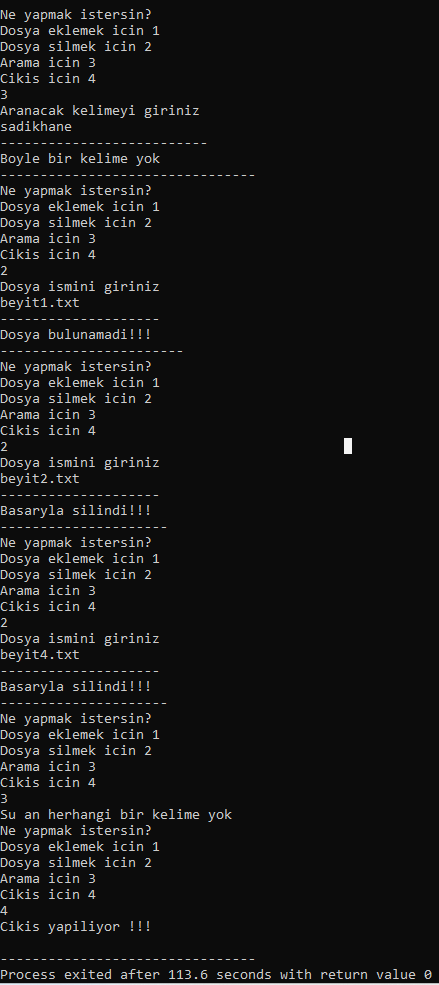 Ne yapmak istersin?
Dosya eklemek icin 1
Dosya silmek icin 2
Arama icin 3
Cikis icin 4
3
Aranacak kelimeyi giriniz
sadikhane
--------------------------
Boyle bir kelime yok
--------------------------------
Ne yapmak istersin?
Dosya eklemek icin 1
Dosya silmek icin 2
Arama icin 3
Cikis icin 4
2
Dosya ismini giriniz
beyit1.txt
--------------------
Dosya bulunamadi!!!
-----------------------
Ne yapmak istersin?
Dosya eklemek icin 1
Dosya silmek icin 2
Arama icin 3
Cikis icin 4
2
Dosya ismini giriniz
beyit2.txt
--------------------
Basaryla silindi!!!
---------------------
Ne yapmak istersin?
Dosya eklemek icin 1
Dosya silmek icin 2
Arama icin 3
Cikis icin 4
2
Dosya ismini giriniz
beyit4.txt
--------------------
Basaryla silindi!!!
---------------------
Ne yapmak istersin?
Dosya eklemek icin 1
Dosya silmek icin 2
Arama icin 3
Cikis icin 4
3
Su an herhangi bir kelime yok
Ne yapmak istersin?
Dosya eklemek icin 1
Dosya silmek icin 2
Arama icin 3
Cikis icin 4
4
Cikis yapiliyor !!!
--------------------------------
Process exited after 113.6 seconds with return value 0